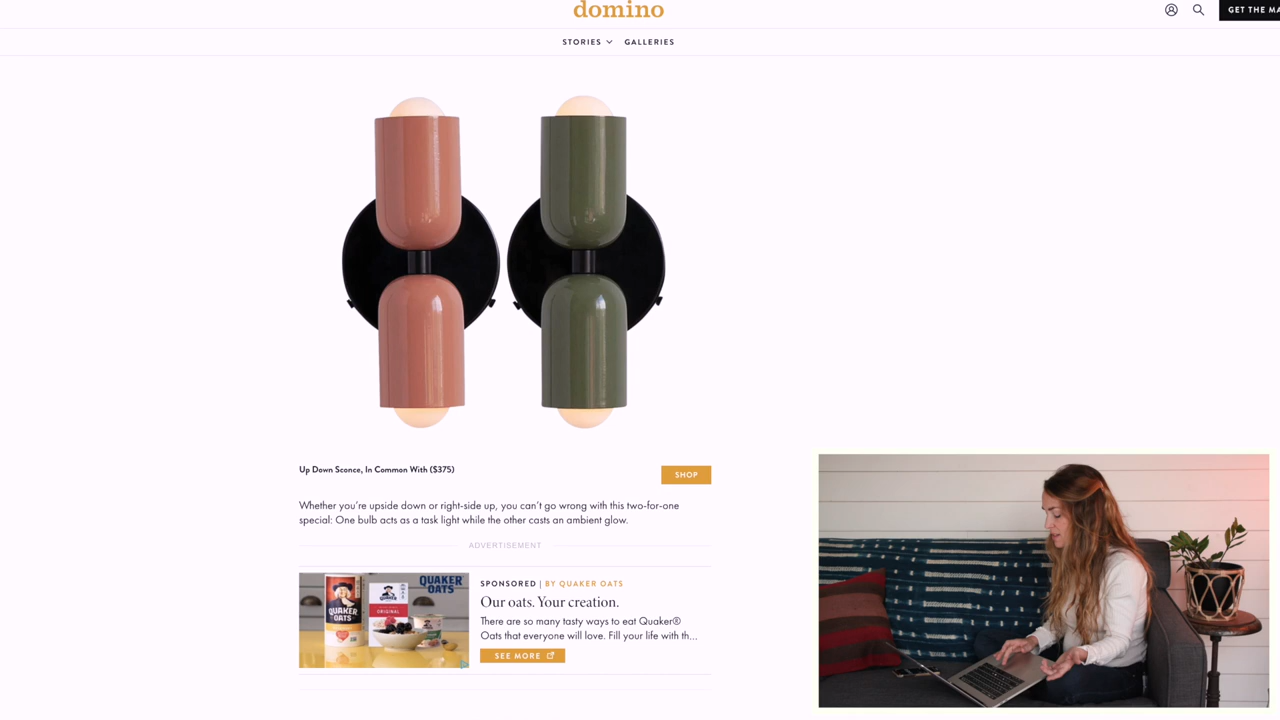 domino
GET THE MA
STORIES GALLERIES
Up Down Sconce, In Common With ($375)
SHOP
Whether you're upside down or right-side up, you can't go wrong with this two-for-one
special: One bulb acts as a task light while the other casts an ambient glow.
ADVERTISEMENT
QUAKER OATS
QUAKER
OATS
ORIGINAL
SPONSORED | BY QUAKER OATS
Our oats. Your creation.
There are so many tasty ways to eat Quaker®
Oats that everyone will love. Fill your life with th...
SEE MORE